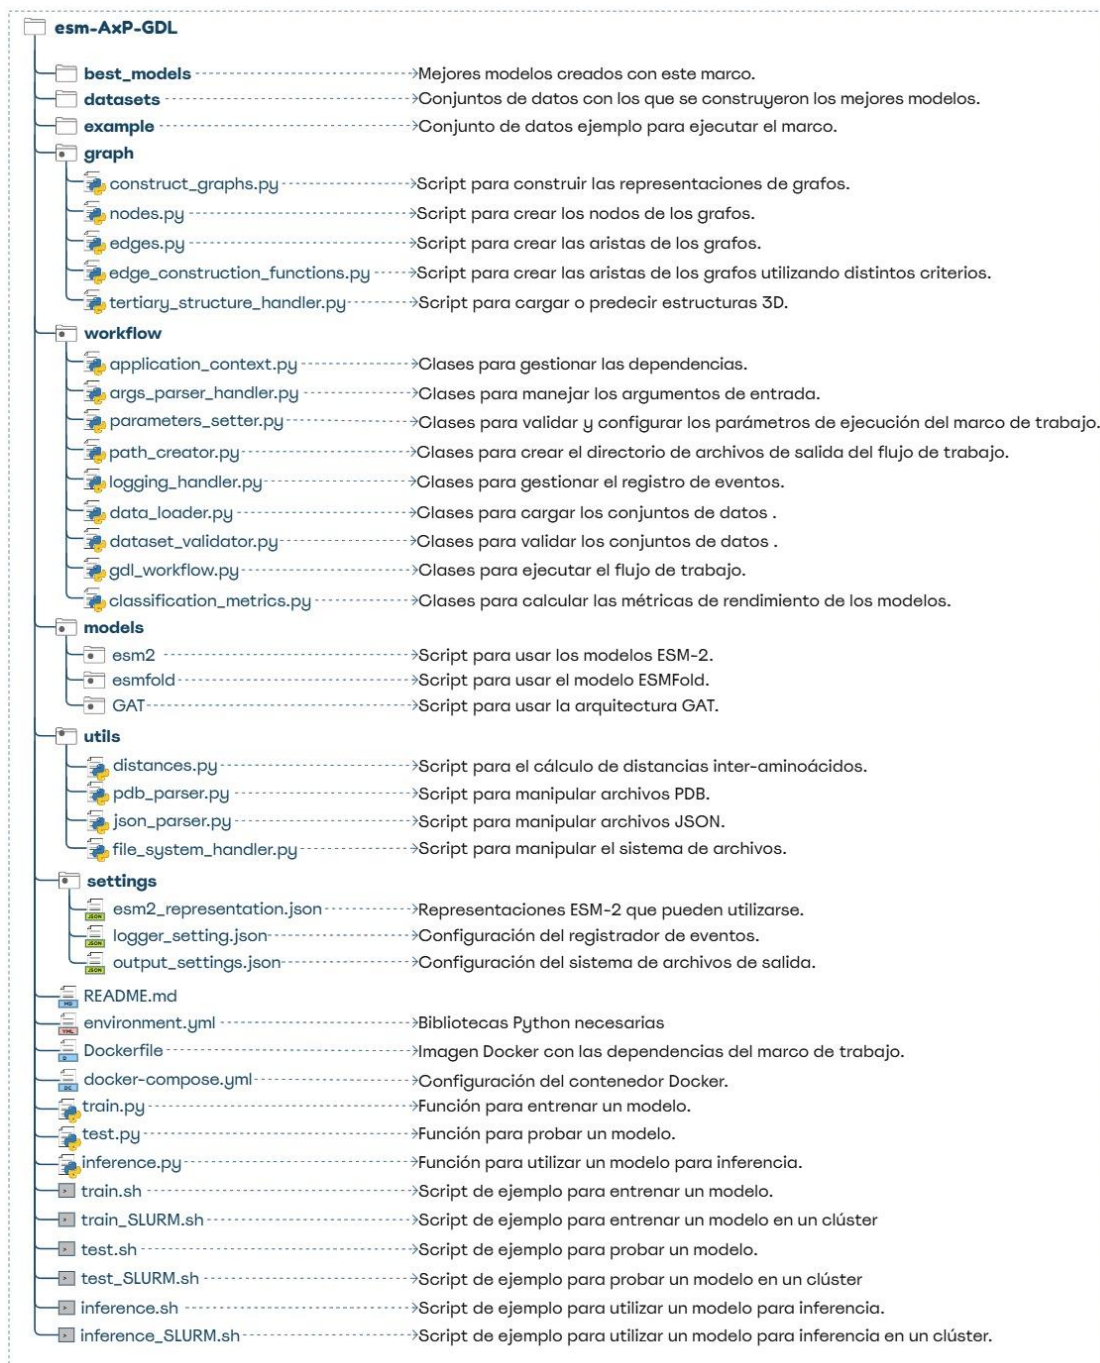 esm-AxP-GDL
best_models Mejores modelos creados con este marco.
datasets Conjuntos de datos con los que se construyeron los mejores modelos.
example Conjunto de datos ejemplo para ejecutar el marco.
graph
construct_graphs.py Script para construir las representaciones de grafos.
nodes.py Script para crear los nodos de los grafos.
edges.py Script para crear las aristas de los grafos.
edge_construction_functions.py Script para crear las aristas de los grafos utilizando distintos criterios.
tertiary_structure_handler.py Script para cargar o predecir estructuras 3D.
workflow
application_context.py Clases para gestionar las dependencias.
args_parser_handler.py Clases para manejar los argumentos de entrada.
parameters_setter.py Clases para validar y configurar los parámetros de ejecución del marco de trabajo.
path_creator.py Clases para crear el directorio de archivos de salida del flujo de trabajo.
logging_handler.py Clases para gestionar el registro de eventos.
data_loader.py Clases para cargar los conjuntos de datos .
dataset_validator.py Clases para validar los conjuntos de datos .
gdl_workflow.py Clases para ejecutar el flujo de trabajo.
classification_metrics.py Clases para calcular las métricas de rendimiento de los modelos.
models
esm2 Script para usar los modelos ESM-2.
esmfold Script para usar el modelo ESMFold.
GAT Script para usar la arquitectura GAT.
utils
distances.py Script para el cálculo de distancias inter-aminoácidos.
pdb_parser.py Script para manipular archivos PDB.
json_parser.py Script para manipular archivos JSON.
file_system_handler.py Script para manipular el sistema de archivos.
settings
esm2_representation.json Representaciones ESM-2 que pueden utilizarse.
logger_setting.json Configuración del registrador de eventos.
output_settings.json Configuración del sistema de archivos de salida.
README.md
environment.yml Bibliotecas Python necesarias
Dockerfile Imagen Docker con las dependencias del marco de trabajo.
docker-compose.yml Configuración del contenedor Docker.
train.py Función para entrenar un modelo.
test.py Función para probar un modelo.
inference.py Función para utilizar un modelo para inferencia.
train.sh Script de ejemplo para entrenar un modelo.
train_SLURM.sh Script de ejemplo para entrenar un modelo en un clúster
test.sh Script de ejemplo para probar un modelo.
test_SLURM.sh Script de ejemplo para probar un modelo en un clúster
inference.sh Script de ejemplo para utilizar un modelo para inferencia.
inference_SLURM.sh Script de ejemplo para utilizar un modelo para inferencia en un clúster.